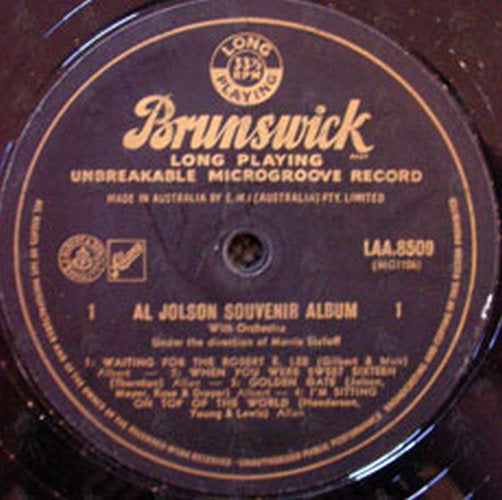 LONG
33⅓
RPM
PLAYING
Brunswick
LONG PLAYING
UNBREAKABLE MICROGROOVE RECORD
MADE IN AUSTRALIA BY E.M.I (AUSTRALIA) PTY. LIMITED
LAA.8509
1 AL JOLSON SOUVENIR ALBUM 1
With Orchestra
Under the direction of Morris Stoloff
1: WAITING FOR THE ROBERT E. LEE (Gilbert & Muir)
2: WHEN YOU WERE SWEET SIXTEEN
(Thornton) Allan — 3: GOLDEN GATE (Jolson,
Meyer, Rose & Dreyer) — 4: I'M SITTING
ON TOP OF THE WORLD (Henderson,
Young & Lewis) Allan